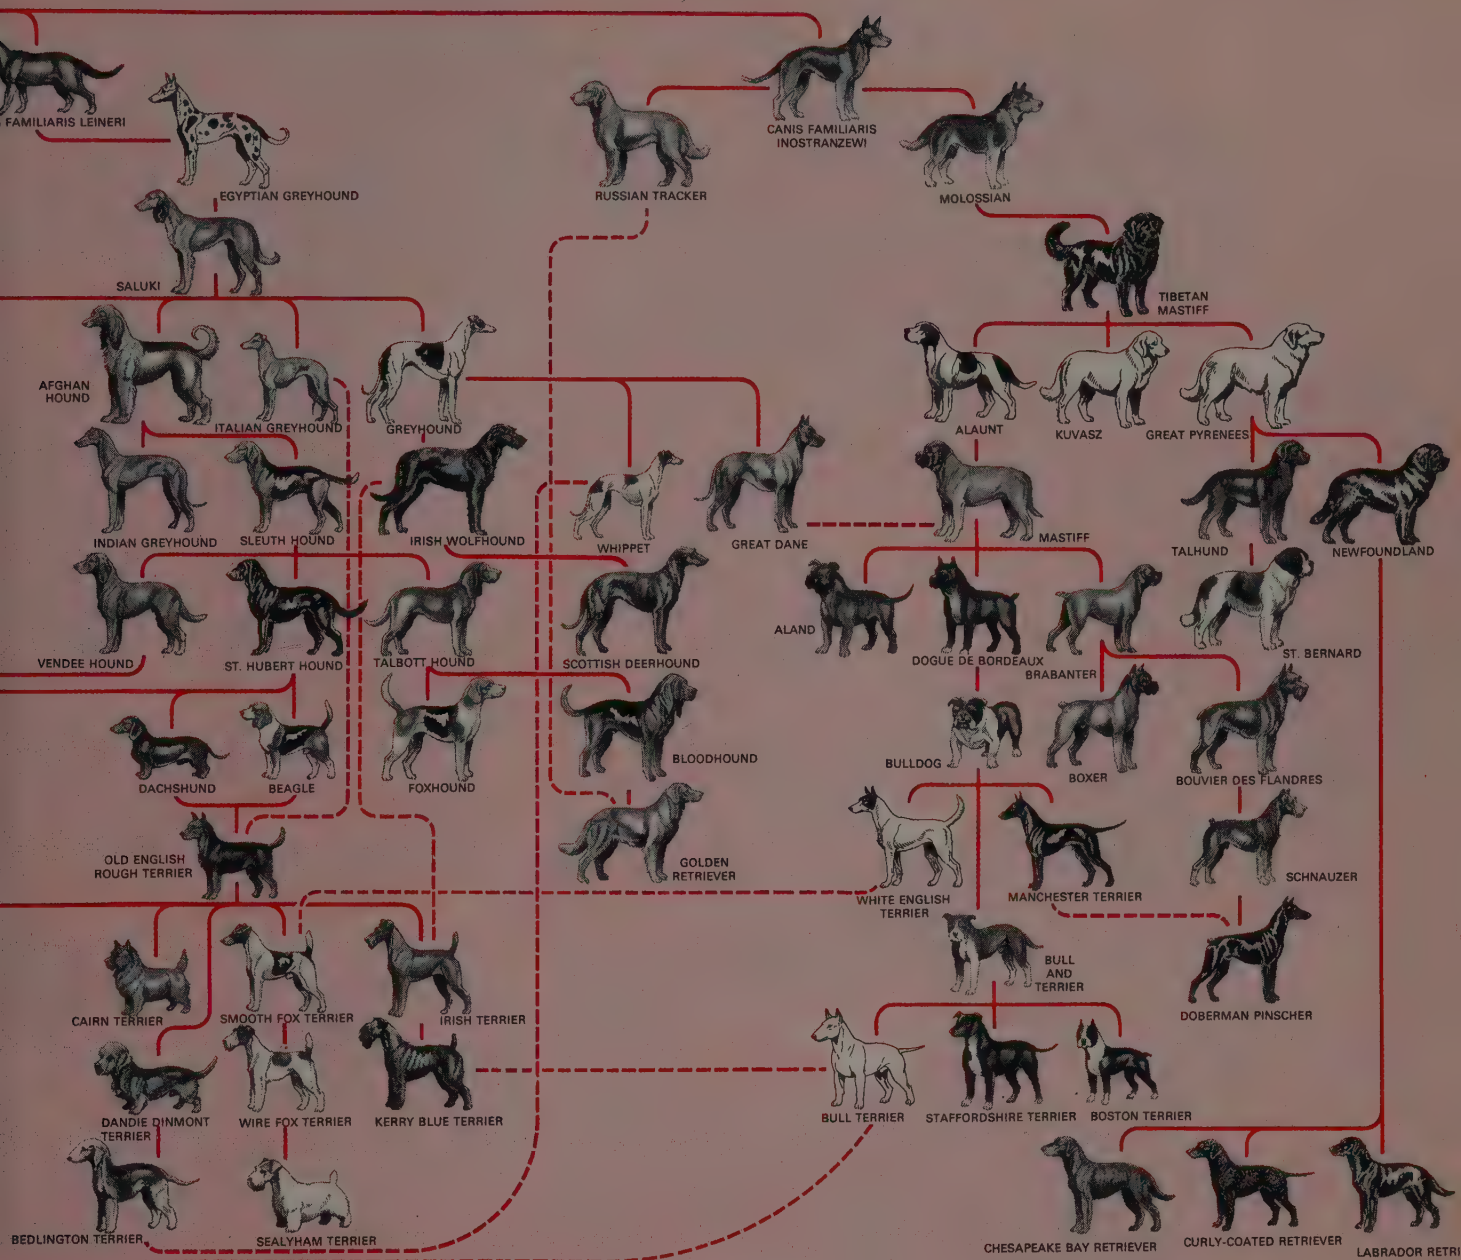 FAMILIARIS LEINERI
CANIS FAMILIARIS
INOSTRANZEWI
EGYPTIAN GREYHOUND
RUSSIAN TRACKER
MOLOSSIAN
SALUKI
TIBETAN
MASTIFF
AFGHAN
HOUND
ITALIAN GREYHOUND
GREYHOUND
ALAUNT
KUVASZ
GREAT PYRENEES
INDIAN GREYHOUND
SLEUTH HOUND
IRISH WOLFHOUND
WHIPPET
GREAT DANE
MASTIFF
TALHUND
NEWFOUNDLAND
ALAND
VENDEE HOUND
ST. HUBERT HOUND
TALBOTT HOUND
SCOTTISH DEERHOUND
DOGUE DE BORDEAUX
BRABANTER
ST. BERNARD
BLOODHOUND
BULLDOG
BOXER
BOUVIER DES FLANDRES
DACHSHUND
BEAGLE
FOXHOUND
OLD ENGLISH
ROUGH TERRIER
GOLDEN
RETRIEVER
SCHNAUZER
WHITE ENGLISH
TERRIER
MANCHESTER TERRIER
BULL
AND
TERRIER
CAIRN TERRIER
SMOOTH FOX TERRIER
IRISH TERRIER
DOBERMAN PINSCHER
DANDIE DINMONT
TERRIER
WIRE FOX TERRIER
KERRY BLUE TERRIER
BULL TERRIER
STAFFORDSHIRE TERRIER
BOSTON TERRIER
BEDLINGTON TERRIER
SEALYHAM TERRIER
CHESAPEAKE BAY RETRIEVER
CURLY-COATED RETRIEVER
LABRADOR RETRI